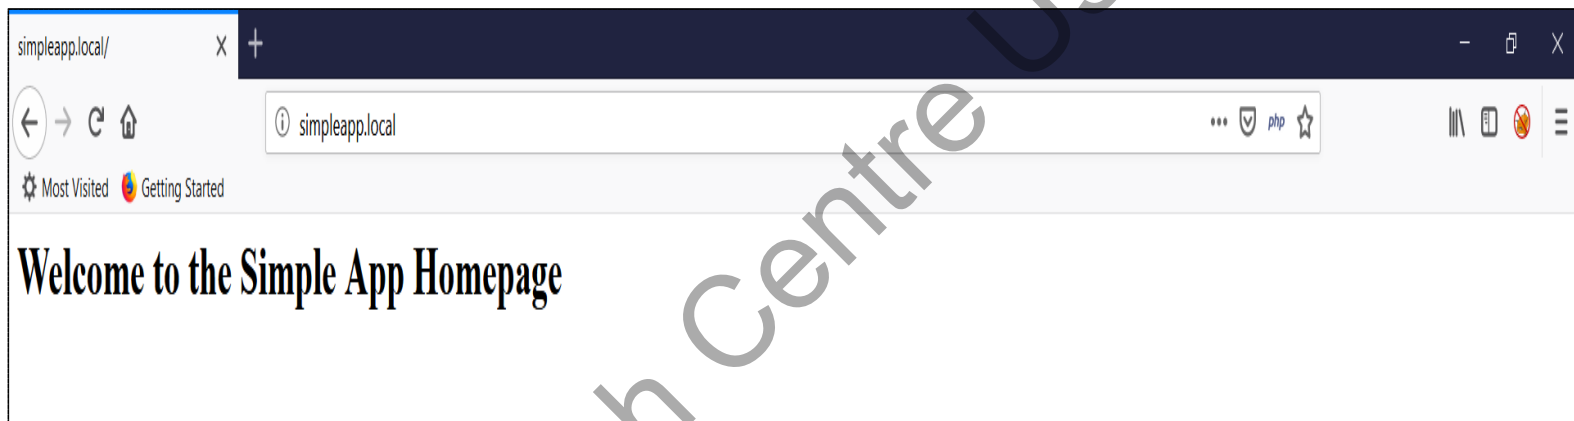 simpleapp.local/
simpleapp.local
php
Most Visited Getting Started
Welcome to the Simple App Homepage
Centre